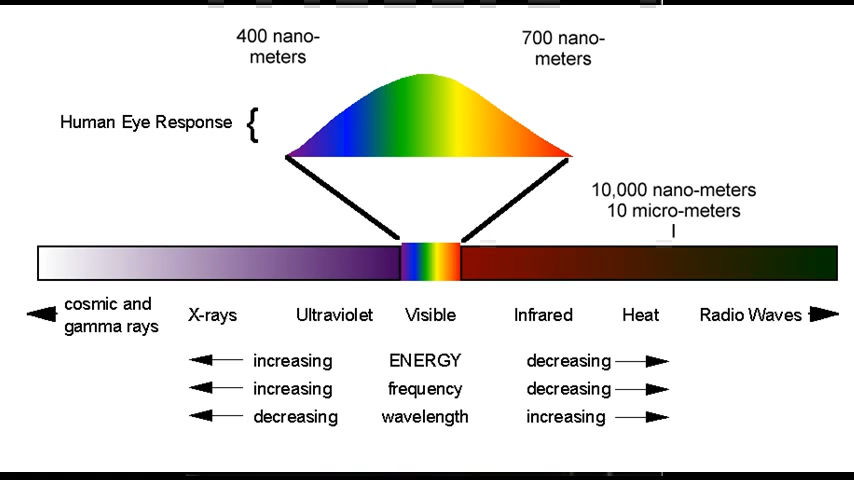 400 nano-
meters
700 nano-
meters
Human Eye Response {
10,000 nano-meters
10 micro-meters
cosmic and
gamma rays
X-rays
Ultraviolet
Visible
Infrared
Heat
Radio Waves
increasing ENERGY decreasing
increasing frequency decreasing
decreasing wavelength increasing